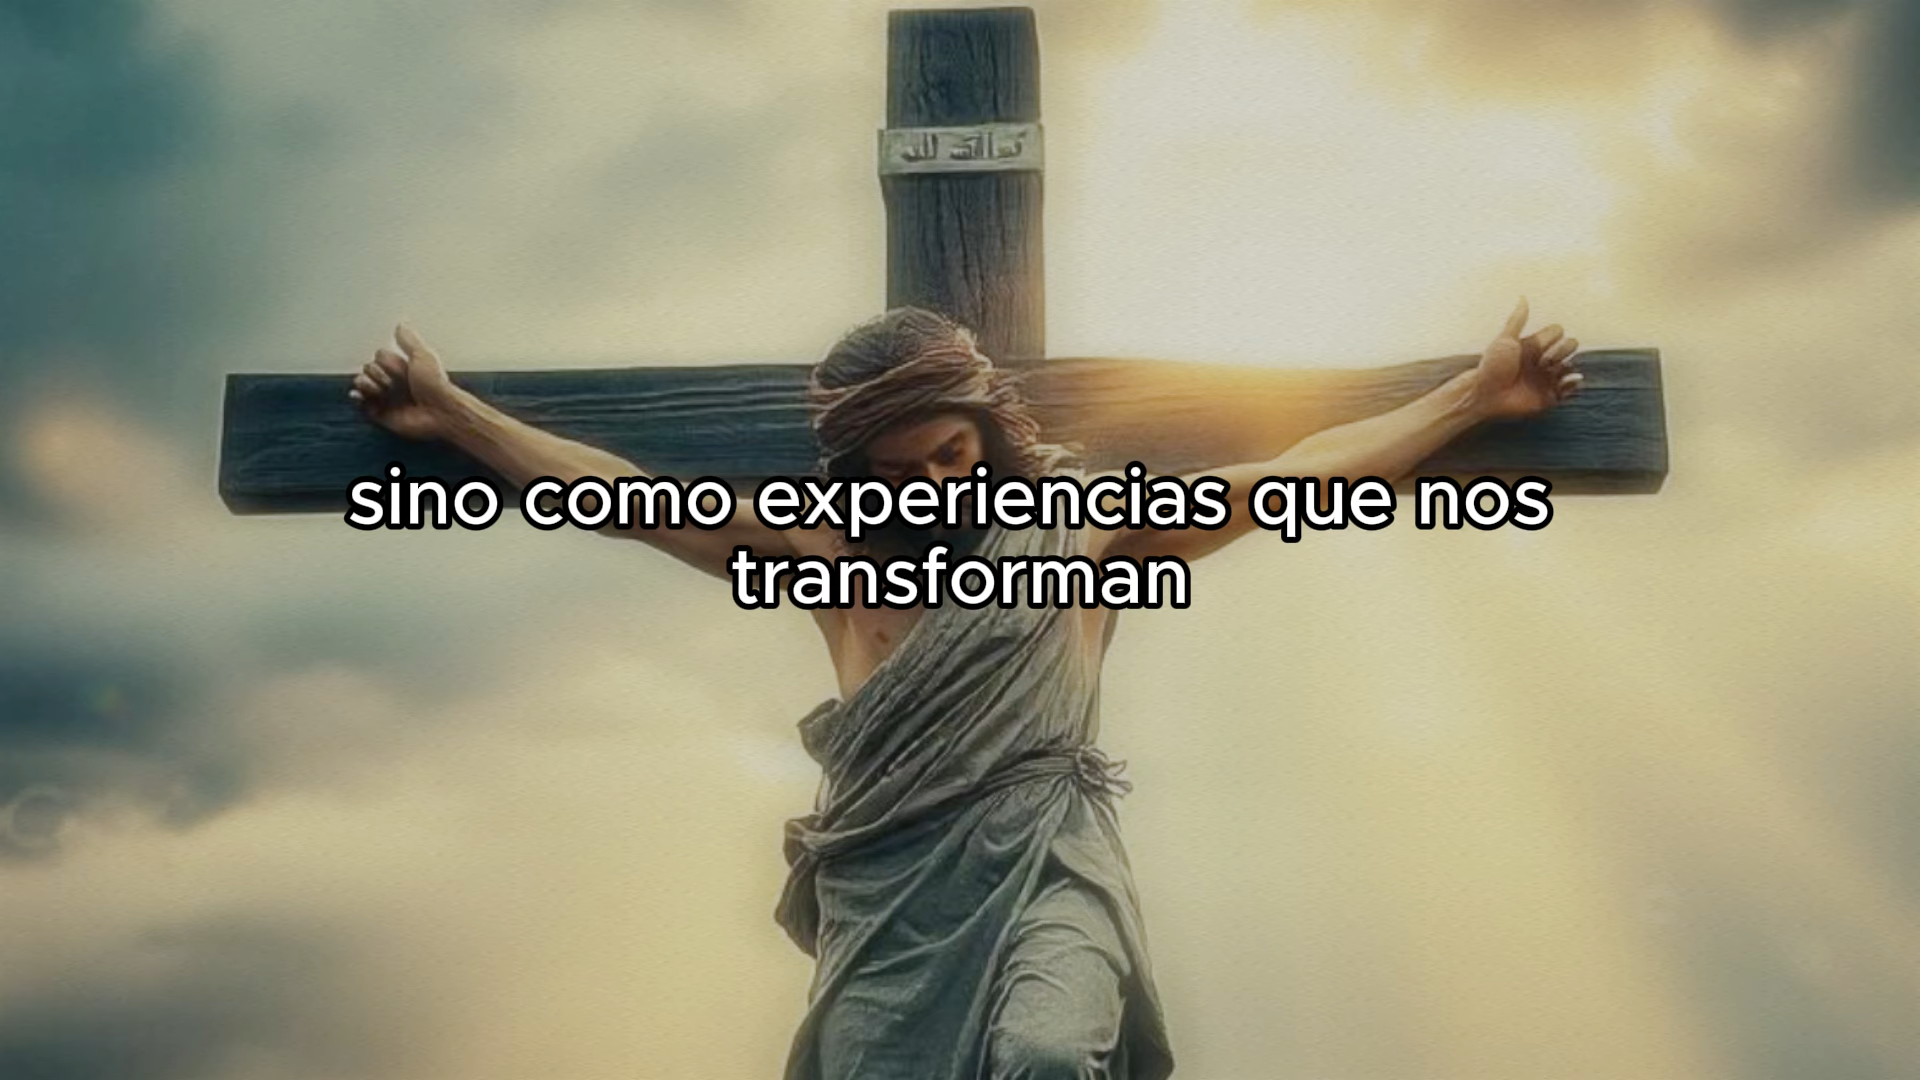 sino como experiencias que nos
transforman